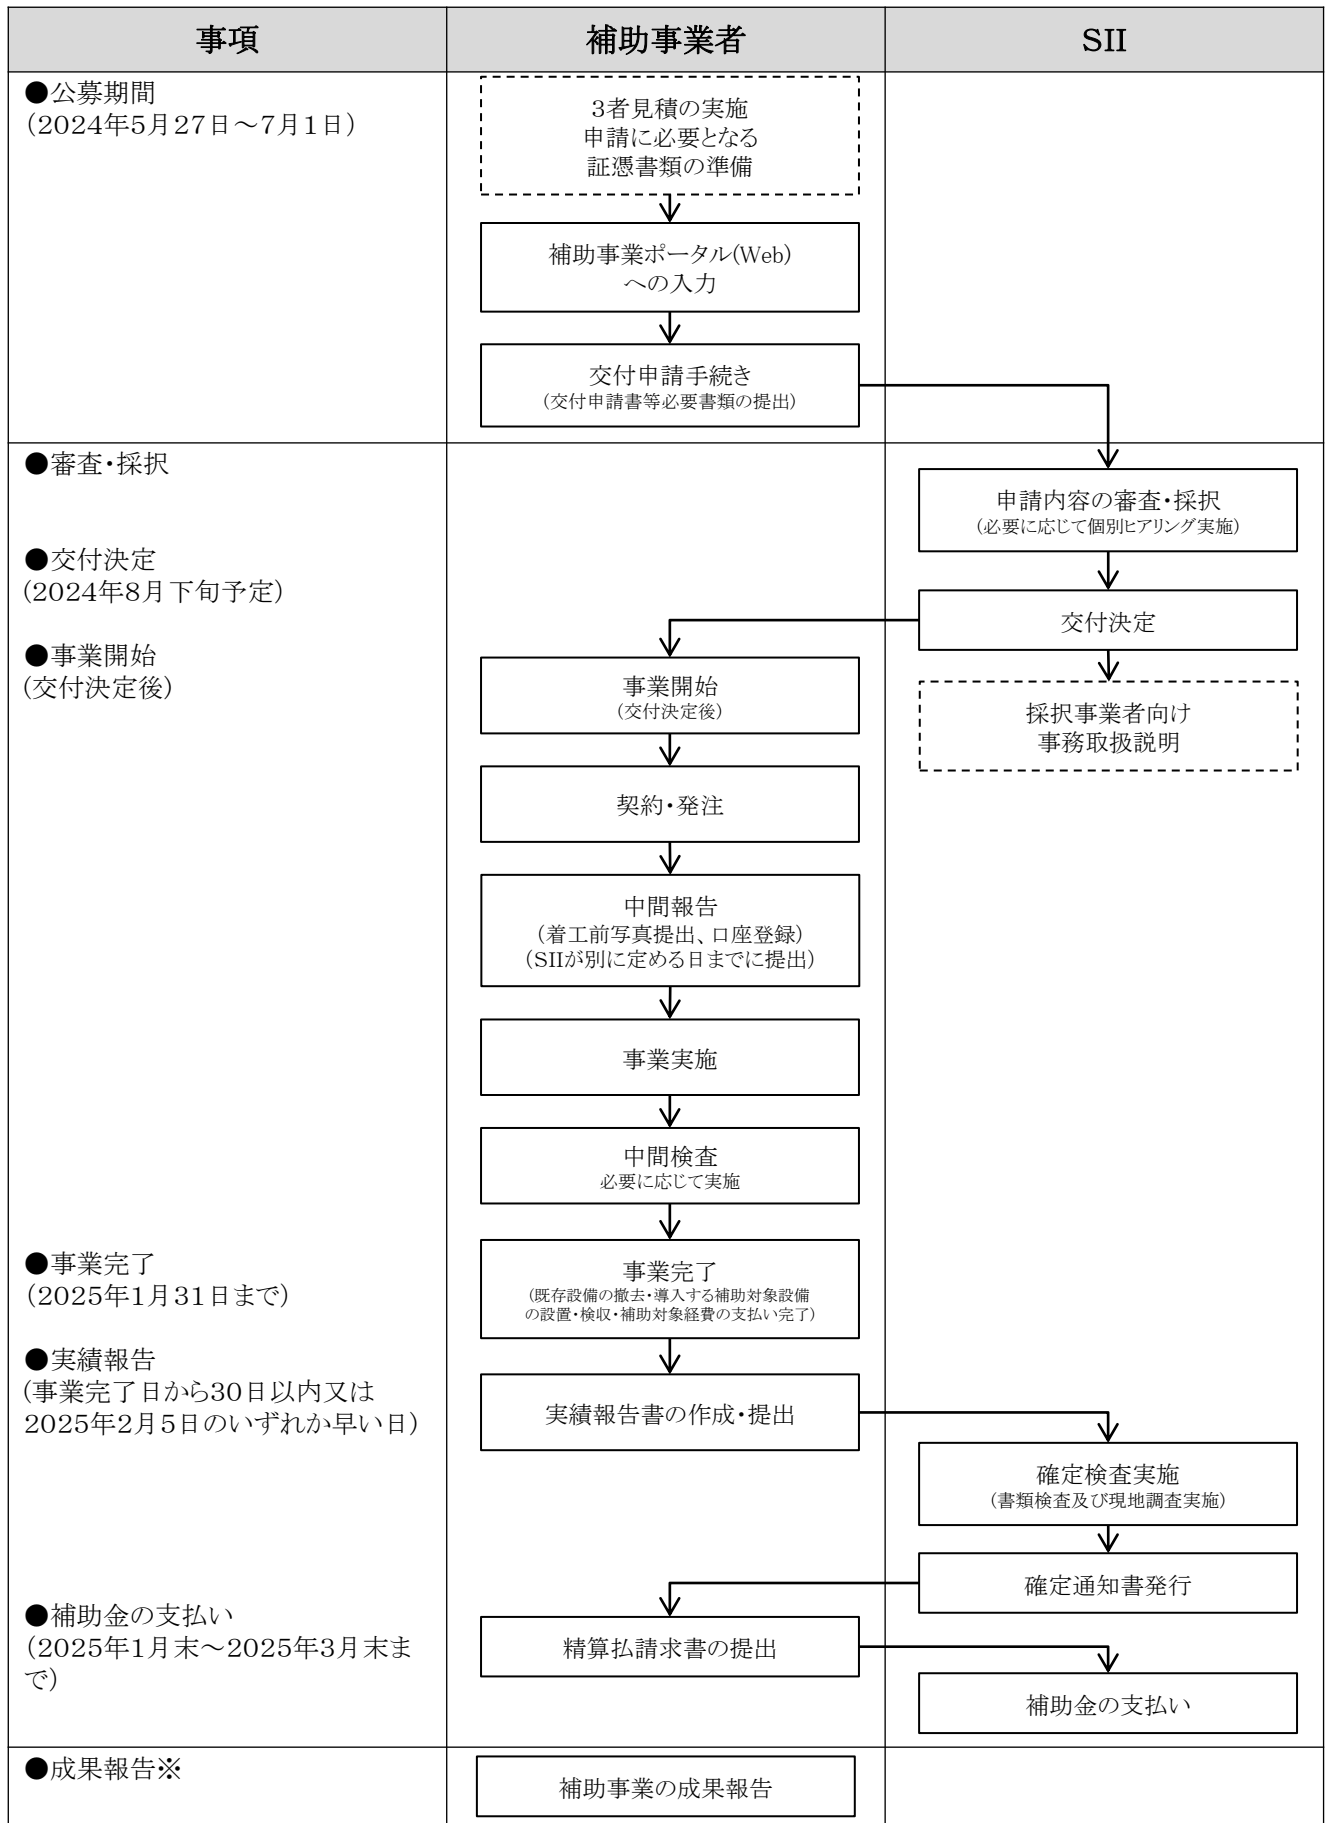 事項
補助事業者
SII
●公募期間
(2024年5月27日～7月1日)
3者見積の実施
申請に必要となる
証憑書類の準備
補助事業ポータル(Web)
への入力
交付申請手続き
(交付申請書等必要書類の提出)
●審査・採択
申請内容の審査・採択
(必要に応じて個別ヒアリング実施)
●交付決定
(2024年8月下旬予定)
交付決定
●事業開始
(交付決定後)
事業開始
(交付決定後)
採択事業者向け
事務取扱説明
契約・発注
中間報告
(着工前写真提出、口座登録)
(SIIが別に定める日までに提出)
事業実施
中間検査
必要に応じて実施
●事業完了
(2025年1月31日まで)
事業完了
(既存設備の撤去・導入する補助対象設備
の設置・検収・補助対象経費の支払い完了)
●実績報告
(事業完了日から30日以内又は
2025年2月5日のいずれか早い日)
実績報告書の作成・提出
確定検査実施
(書類検査及び現地調査実施)
確定通知書発行
●補助金の支払い
(2025年1月末～2025年3月末ま
で)
精算払請求書の提出
補助金の支払い
●成果報告※
補助事業の成果報告